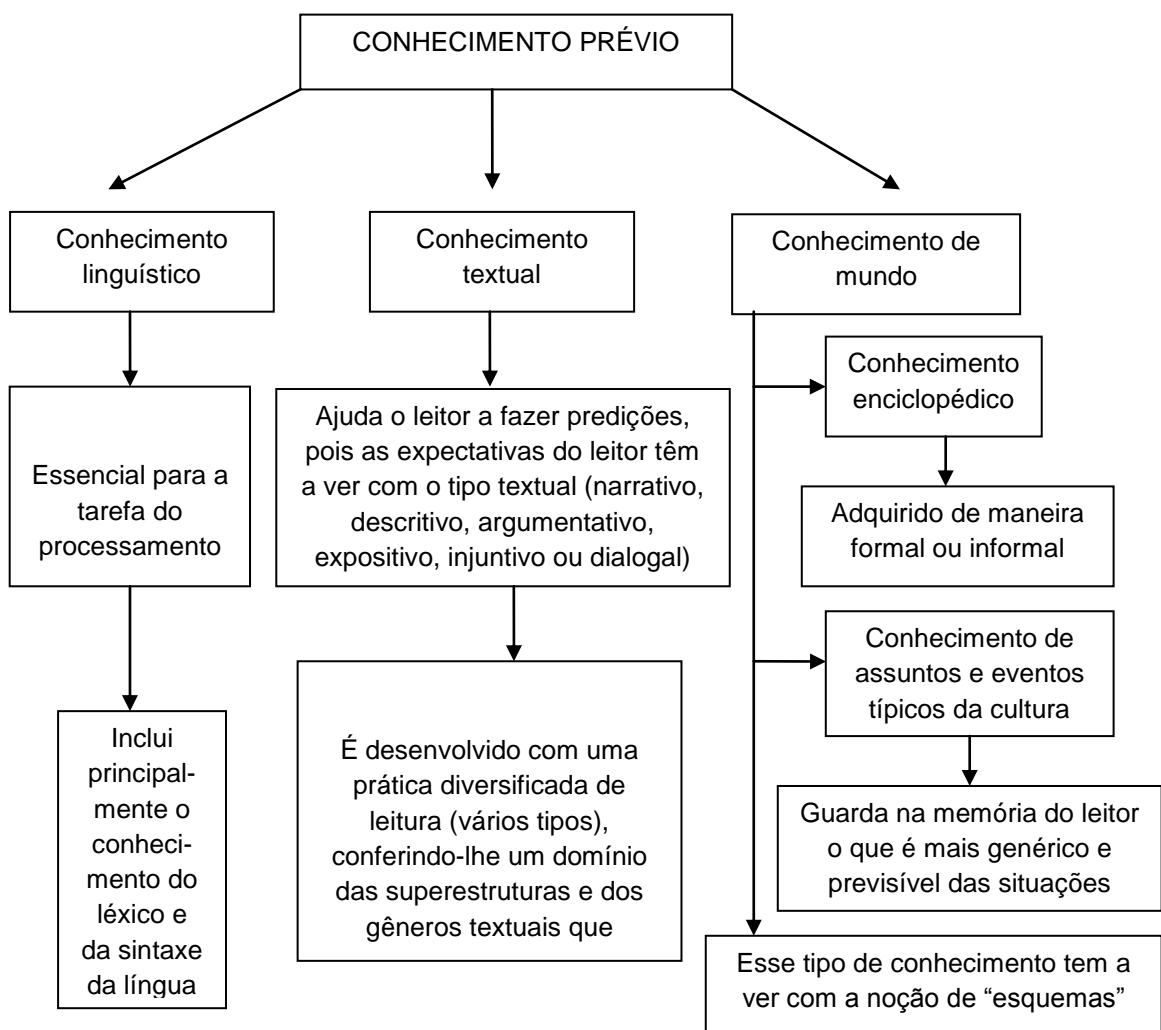 CONHECIMENTO PRÉVIO
Conhecimento
linguístico
Conhecimento
textual
Conhecimento de
mundo
Essencial para a
tarefa do
processamento
Inclui
principal-
mente o
conheci-
mento do
léxico e
da sintaxe
da língua
Ajuda o leitor a fazer predições,
pois as expectativas do leitor têm
a ver com o tipo textual (narrativo,
descritivo, argumentativo,
expositivo, injuntivo ou dialogal)
É desenvolvido com uma
prática diversificada de
leitura (vários tipos),
conferindo-lhe um domínio
das superestruturas e dos
gêneros textuais que
Conhecimento
enciclopédico
Adquirido de maneira
formal ou informal
Conhecimento de
assuntos e eventos
típicos da cultura
Guarda na memória do leitor
o que é mais genérico e
previsível das situações
Esse tipo de conhecimento tem a
ver com a noção de “esquemas”